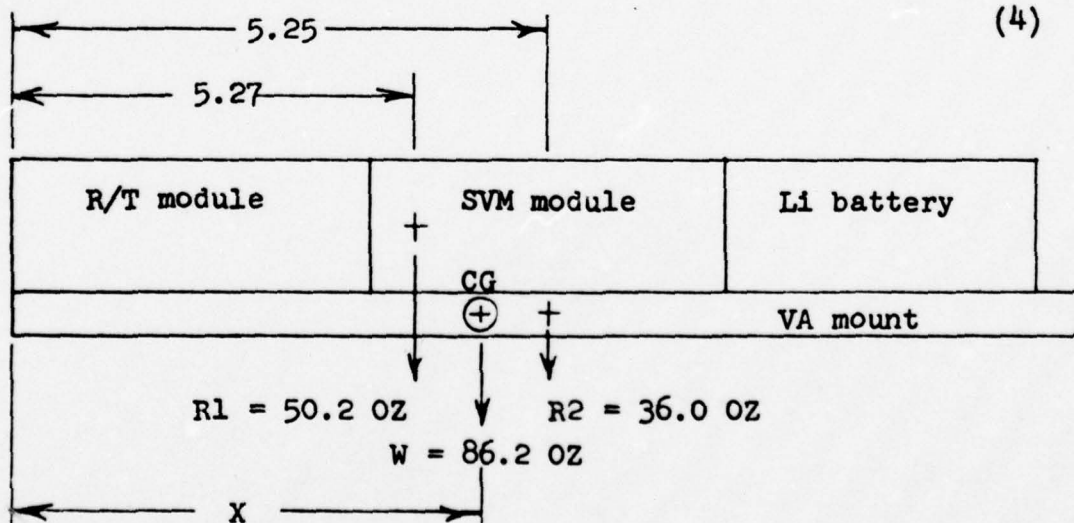 (4)
5.25
5.27
R/T module
SVM module
Li battery
CG
VA mount
R1 = 50.2 OZ
R2 = 36.0 OZ
W = 86.2 OZ
X